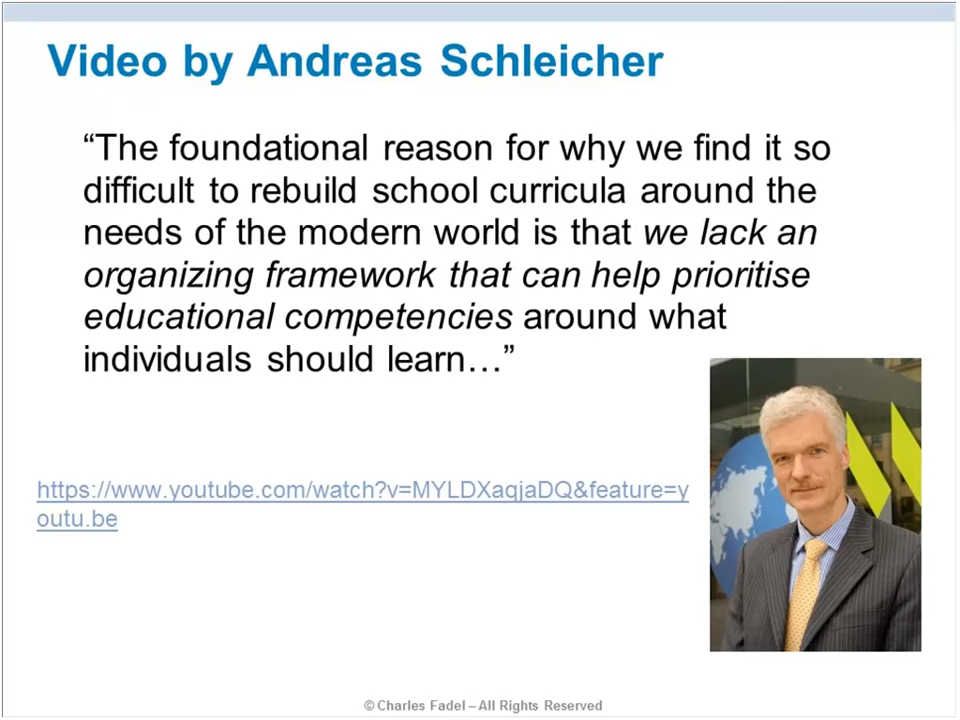 Video by Andreas Schleicher
“The foundational reason for why we find it so
difficult to rebuild school curricula around the
needs of the modern world is that we lack an
organizing framework that can help prioritise
educational competencies around what
individuals should learn…”
https://www.youtube.com/watch?v=MYLDXaqjaDQ&feature=y
outu.be
© Charles Fadel – All Rights Reserved